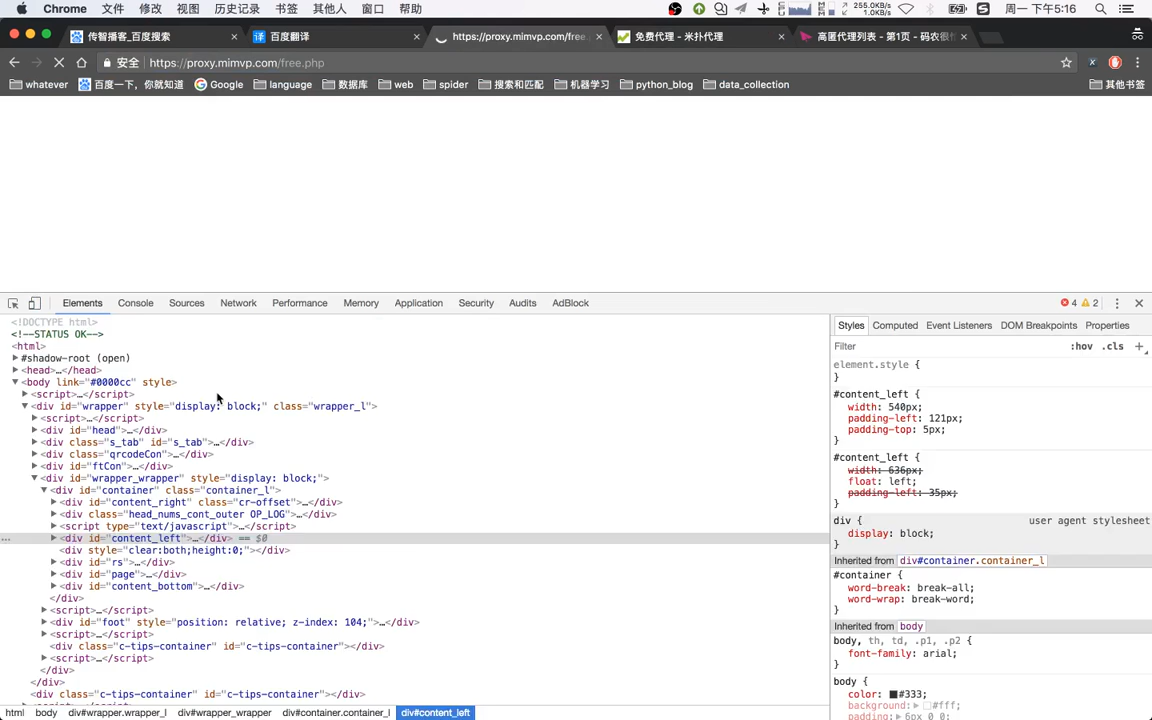 Chrome 文件 修改 视图 历史记录 书签 其他人 窗口 帮助 255.0KB/s 1.0KB/s 周一下午5:16
传智播客_百度搜索 × 百度翻译 × https://proxy.mimvp.com/free. × 免费代理 - 米扑代理 × 高匿代理列表 - 第1页 - 码农很 ×
安全 https://proxy.mimvp.com/free.php
whatever 百度一下，你就知道 Google language 数据库 web spider 搜索和匹配 机器学习 python_blog data_collection 其他书签
Elements Console Sources Network Performance Memory Application Security Audits AdBlock 4 2
<!DOCTYPE html>
<!--STATUS OK-->
<html>
#shadow-root (open)
<head>…</head>
<body link="#0000cc" style>
<script>…</script>
<div id="wrapper" style="display: block;" class="wrapper_l">
<script>…</script>
<div id="head">…</div>
<div class="s_tab" id="s_tab">…</div>
<div class="qrcodeCon">…</div>
<div id="ftCon">…</div>
<div id="wrapper_wrapper" style="display: block;">
<div id="container" class="container_l">
<div id="content_right" class="cr-offset">…</div>
<div class="head_nums_cont_outer OP_LOG">…</div>
<script type="text/javascript">…</script>
<div id="content_left">…</div> == $0
<div style="clear:both;height:0;"></div>
<div id="rs">…</div>
<div id="page">…</div>
<div id="content_bottom">…</div>
</div>
<script>…</script>
<div id="foot" style="position: relative; z-index: 104;">…</div>
<script>…</script>
<div class="c-tips-container" id="c-tips-container"></div>
<script>…</script>
</div>
</div>
<div class="c-tips-container" id="c-tips-container"></div>
html body div#wrapper.wrapper_l div#wrapper_wrapper div#container.container_l div#content_left
Styles Computed Event Listeners DOM Breakpoints Properties
Filter :hov .cls +
element.style {
}
#content_left {
width: 540px;
padding-left: 121px;
padding-top: 5px;
}
#content_left {
width: 636px;
float: left;
padding-left: 35px;
}
div { user agent stylesheet
display: block;
}
Inherited from div#container.container_l
#container {
word-break: break-all;
word-wrap: break-word;
}
Inherited from body
body, th, td, .p1, .p2 {
font-family: arial;
}
body {
color: #333;
background: #fff;
padding: 6px 0 0;